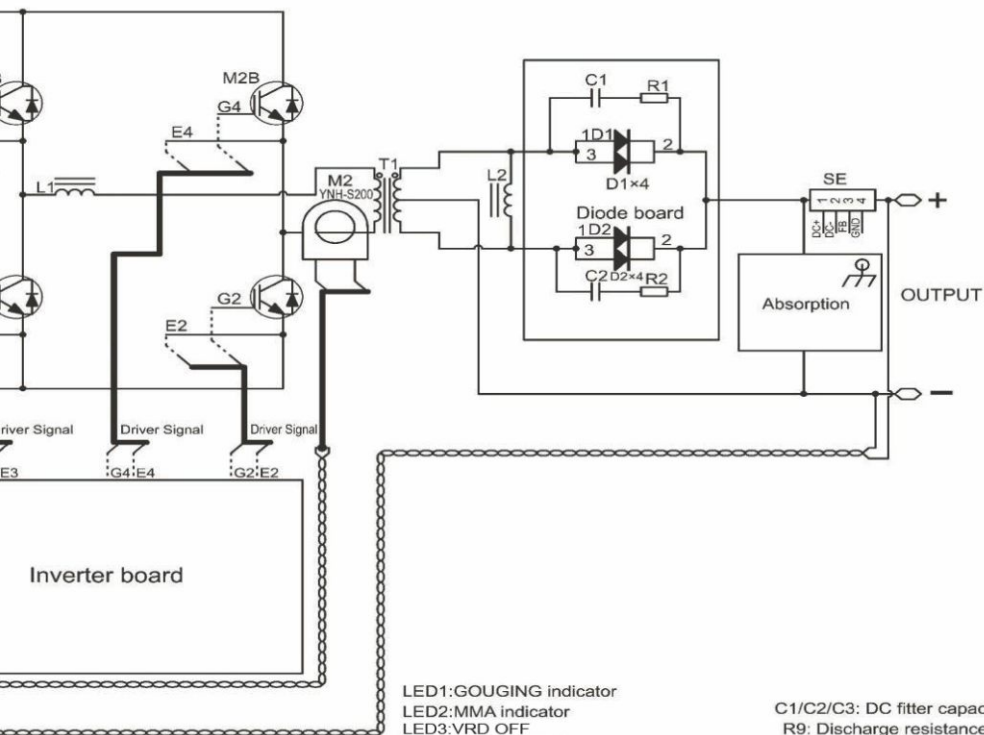 M2B
G4
E4
L1
M2
YNH-S200
T1
L2
C1
R1
1D1
3
2
D1×4
Diode board
1D2
3
2
C2
D2×4
R2
SE
1 2 3 4
DC+
DC-
FB
GND
+
Absorption
OUTPUT
−
G2
E2
river Signal
Driver Signal
Driver Signal
E3
G4
E4
G2
E2
Inverter board
LED1:GOUGING indicator
LED2:MMA indicator
LED3:VRD OFF
C1/C2/C3: DC fitter capac
R9: Discharge resistance